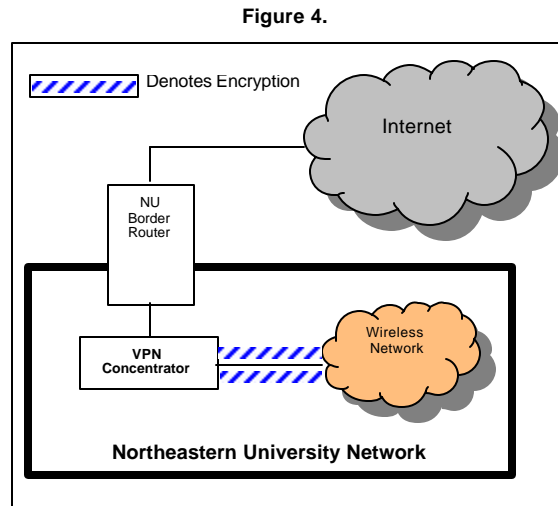 Figure 4.
Denotes Encryption
Internet
NU
Border
Router
Wireless
Network
VPN
Concentrator
Northeastern University Network